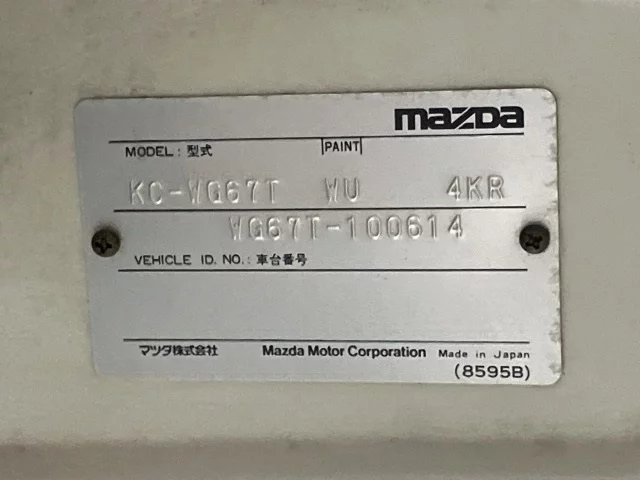 mazda
MODEL: 型式 PAINT
KC-WG67T WU 4KR
WG67T-100614
VEHICLE ID. NO.: 車台番号
マツダ株式会社 Mazda Motor Corporation Made in Japan
(8595B)